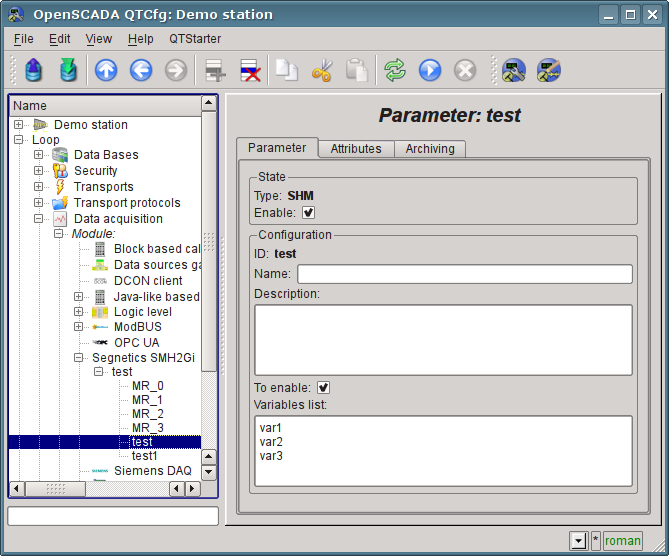 OpenSCADA QTCfg: Demo station
File Edit View Help QTStarter
Name
Demo station
Loop
Data Bases
Security
Transports
Transport protocols
Data acquisition
Module:
Block based cal
Data sources ga
DCON client
Java-like based
Logic level
ModBUS
OPC UA
Segnetics SMH2Gi
test
MR_0
MR_1
MR_2
MR_3
test
test1
Siemens DAQ
Parameter: test
Parameter Attributes Archiving
State
Type: SHM
Enable:
Configuration
ID: test
Name:
Description:
To enable:
Variables list:
var1
var2
var3
* roman